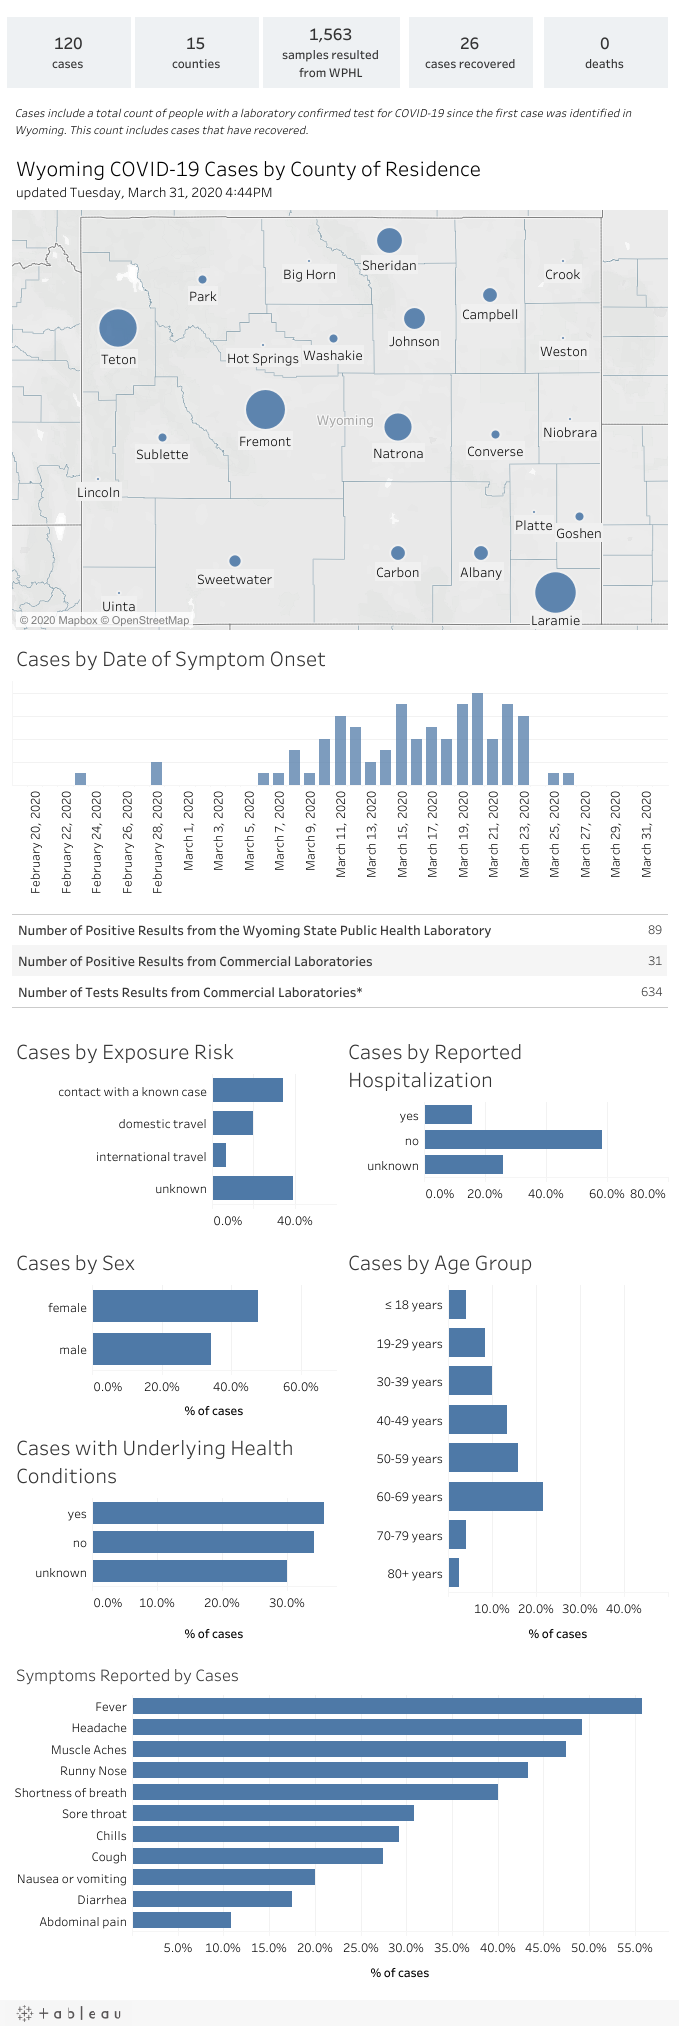 120
cases
15
counties
1,563
samples resulted
from WPHL
26
cases recovered
0
deaths
Cases include a total count of people with a laboratory confirmed test for COVID-19 since the first case was identified in
Wyoming. This count includes cases that have recovered.
Wyoming COVID-19 Cases by County of Residence
updated Tuesday, March 31, 2020 4:44PM
Sheridan
Big Horn
Crook
Park
Campbell
Johnson
Teton
Hot Springs
Washakie
Weston
Wyoming
Fremont
Natrona
Niobrara
Sublette
Converse
Lincoln
Platte
Goshen
Sweetwater
Carbon
Albany
Uinta
Laramie
© 2020 Mapbox © OpenStreetMap
Cases by Date of Symptom Onset
February 20, 2020
February 22, 2020
February 24, 2020
February 26, 2020
February 28, 2020
March 1, 2020
March 3, 2020
March 5, 2020
March 7, 2020
March 9, 2020
March 11, 2020
March 13, 2020
March 15, 2020
March 17, 2020
March 19, 2020
March 21, 2020
March 23, 2020
March 25, 2020
March 27, 2020
March 29, 2020
March 31, 2020
Number of Positive Results from the Wyoming State Public Health Laboratory 89
Number of Positive Results from Commercial Laboratories 31
Number of Tests Results from Commercial Laboratories* 634
Cases by Exposure Risk
contact with a known case
domestic travel
international travel
unknown
0.0% 40.0%
Cases by Reported
Hospitalization
yes
no
unknown
0.0% 20.0% 40.0% 60.0% 80.0%
Cases by Sex
female
male
0.0% 20.0% 40.0% 60.0%
% of cases
Cases with Underlying Health
Conditions
yes
no
unknown
0.0% 10.0% 20.0% 30.0%
% of cases
Cases by Age Group
≤ 18 years
19-29 years
30-39 years
40-49 years
50-59 years
60-69 years
70-79 years
80+ years
10.0% 20.0% 30.0% 40.0%
% of cases
Symptoms Reported by Cases
Fever
Headache
Muscle Aches
Runny Nose
Shortness of breath
Sore throat
Chills
Cough
Nausea or vomiting
Diarrhea
Abdominal pain
5.0% 10.0% 15.0% 20.0% 25.0% 30.0% 35.0% 40.0% 45.0% 50.0% 55.0%
% of cases
+ a b l e a u